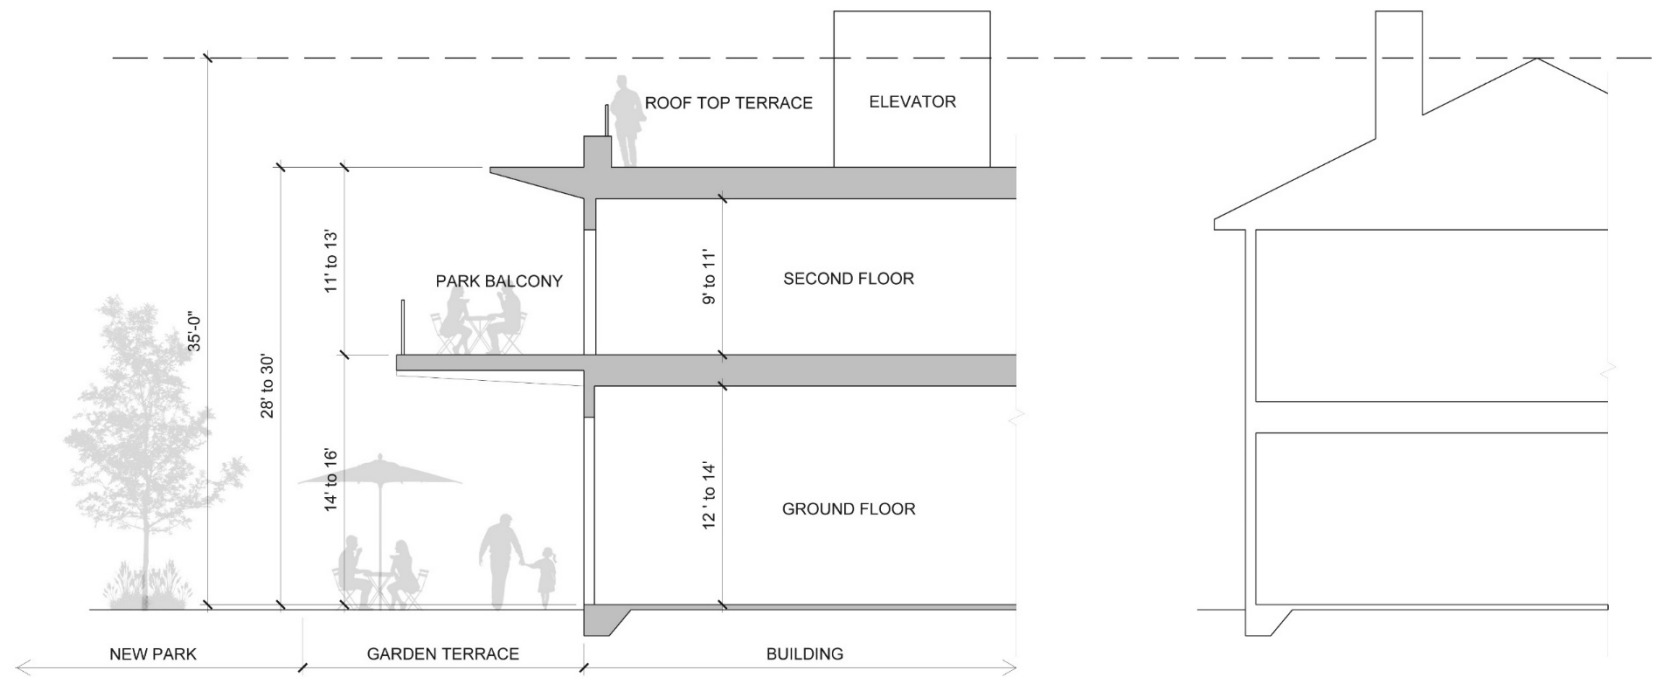 ROOF TOP TERRACE
ELEVATOR
11' to 13'
PARK BALCONY
9' to 11'
SECOND FLOOR
35'-0"
28' to 30'
14' to 16'
12 ' to 14'
GROUND FLOOR
NEW PARK
GARDEN TERRACE
BUILDING